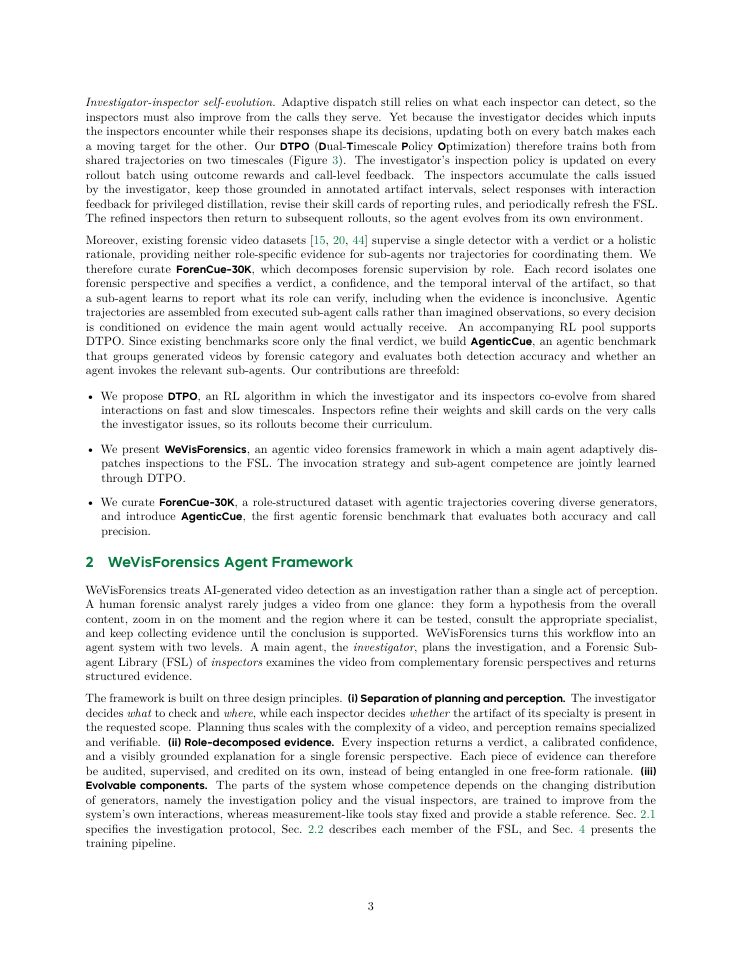 Investigator-inspector self-evolution. Adaptive dispatch still relies on what each inspector can detect, so the
inspectors must also improve from the calls they serve. Yet because the investigator decides which inputs
the inspectors encounter while their responses shape its decisions, updating both on every batch makes each
a moving target for the other. Our DTPO (Dual-Timescale Policy Optimization) therefore trains both from
shared trajectories on two timescales (Figure 3). The investigator's inspection policy is updated on every
rollout batch using outcome rewards and call-level feedback. The inspectors accumulate the calls issued
by the investigator, keep those grounded in annotated artifact intervals, select responses with interaction
feedback for privileged distillation, revise their skill cards of reporting rules, and periodically refresh the FSL.
The refined inspectors then return to subsequent rollouts, so the agent evolves from its own environment.
Moreover, existing forensic video datasets [15, 20, 44] supervise a single detector with a verdict or a holistic
rationale, providing neither role-specific evidence for sub-agents nor trajectories for coordinating them. We
therefore curate ForenCue-30K, which decomposes forensic supervision by role. Each record isolates one
forensic perspective and specifies a verdict, a confidence, and the temporal interval of the artifact, so that
a sub-agent learns to report what its role can verify, including when the evidence is inconclusive. Agentic
trajectories are assembled from executed sub-agent calls rather than imagined observations, so every decision
is conditioned on evidence the main agent would actually receive. An accompanying RL pool supports
DTPO. Since existing benchmarks score only the final verdict, we build AgenticCue, an agentic benchmark
that groups generated videos by forensic category and evaluates both detection accuracy and whether an
agent invokes the relevant sub-agents. Our contributions are threefold:
• We propose DTPO, an RL algorithm in which the investigator and its inspectors co-evolve from shared
interactions on fast and slow timescales. Inspectors refine their weights and skill cards on the very calls
the investigator issues, so its rollouts become their curriculum.
• We present WeVisForensics, an agentic video forensics framework in which a main agent adaptively dis-
patches inspections to the FSL. The invocation strategy and sub-agent competence are jointly learned
through DTPO.
• We curate ForenCue-30K, a role-structured dataset with agentic trajectories covering diverse generators,
and introduce AgenticCue, the first agentic forensic benchmark that evaluates both accuracy and call
precision.
2 WeVisForensics Agent Framework
WeVisForensics treats AI-generated video detection as an investigation rather than a single act of perception.
A human forensic analyst rarely judges a video from one glance: they form a hypothesis from the overall
content, zoom in on the moment and the region where it can be tested, consult the appropriate specialist,
and keep collecting evidence until the conclusion is supported. WeVisForensics turns this workflow into an
agent system with two levels. A main agent, the investigator, plans the investigation, and a Forensic Sub-
agent Library (FSL) of inspectors examines the video from complementary forensic perspectives and returns
structured evidence.
The framework is built on three design principles. (i) Separation of planning and perception. The investigator
decides what to check and where, while each inspector decides whether the artifact of its specialty is present in
the requested scope. Planning thus scales with the complexity of a video, and perception remains specialized
and verifiable. (ii) Role-decomposed evidence. Every inspection returns a verdict, a calibrated confidence,
and a visibly grounded explanation for a single forensic perspective. Each piece of evidence can therefore
be audited, supervised, and credited on its own, instead of being entangled in one free-form rationale. (iii)
Evolvable components. The parts of the system whose competence depends on the changing distribution
of generators, namely the investigation policy and the visual inspectors, are trained to improve from the
system's own interactions, whereas measurement-like tools stay fixed and provide a stable reference. Sec. 2.1
specifies the investigation protocol, Sec. 2.2 describes each member of the FSL, and Sec. 4 presents the
training pipeline.
3